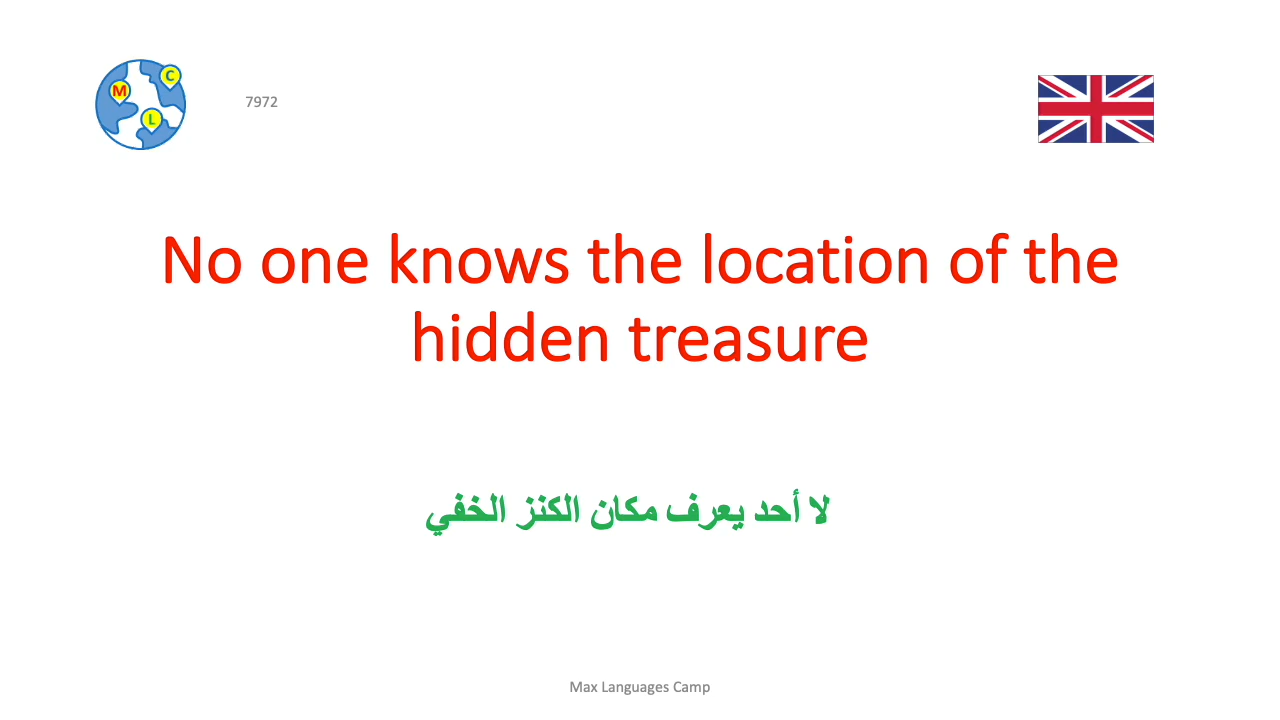 M
C
L
7972
No one knows the location of the
hidden treasure
لا أحد يعرف مكان الكنز الخفي
Max Languages Camp